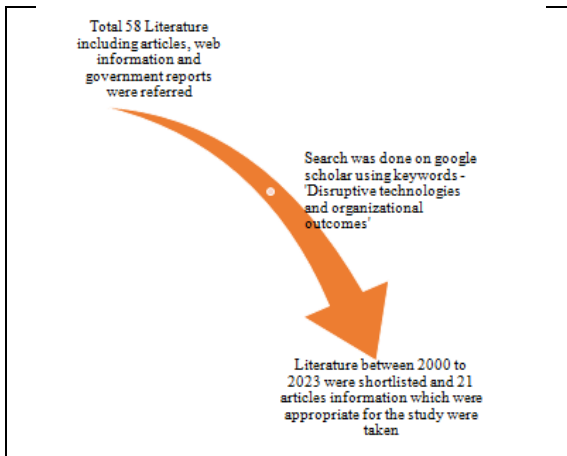 Total 58 Literature
including articles, web
information and
government reports
were referred
Search was done on google
scholar using keywords -
'Disruptive technologies
and organizational
outcomes'
Literature between 2000 to
2023 were shortlisted and 21
articles information which were
appropriate for the study were
taken